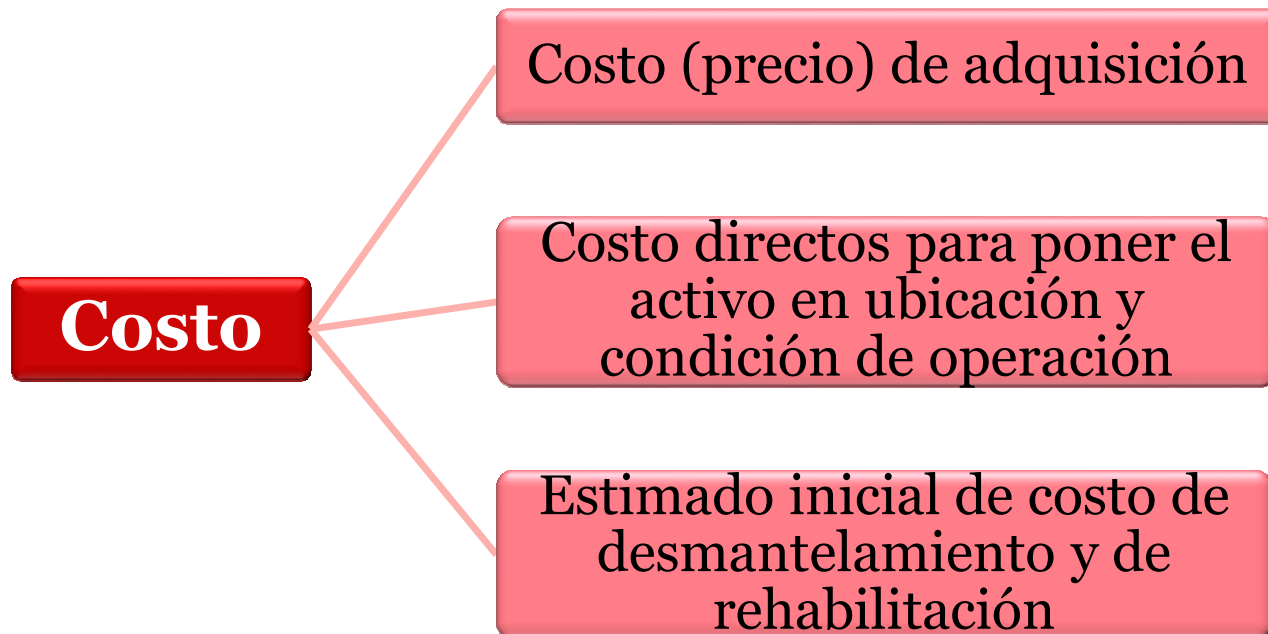 Costo (precio) de adquisición
Costo directos para poner el
activo en ubicación y
condición de operación
Costo
Estimado inicial de costo de
desmantelamiento y de
rehabilitación